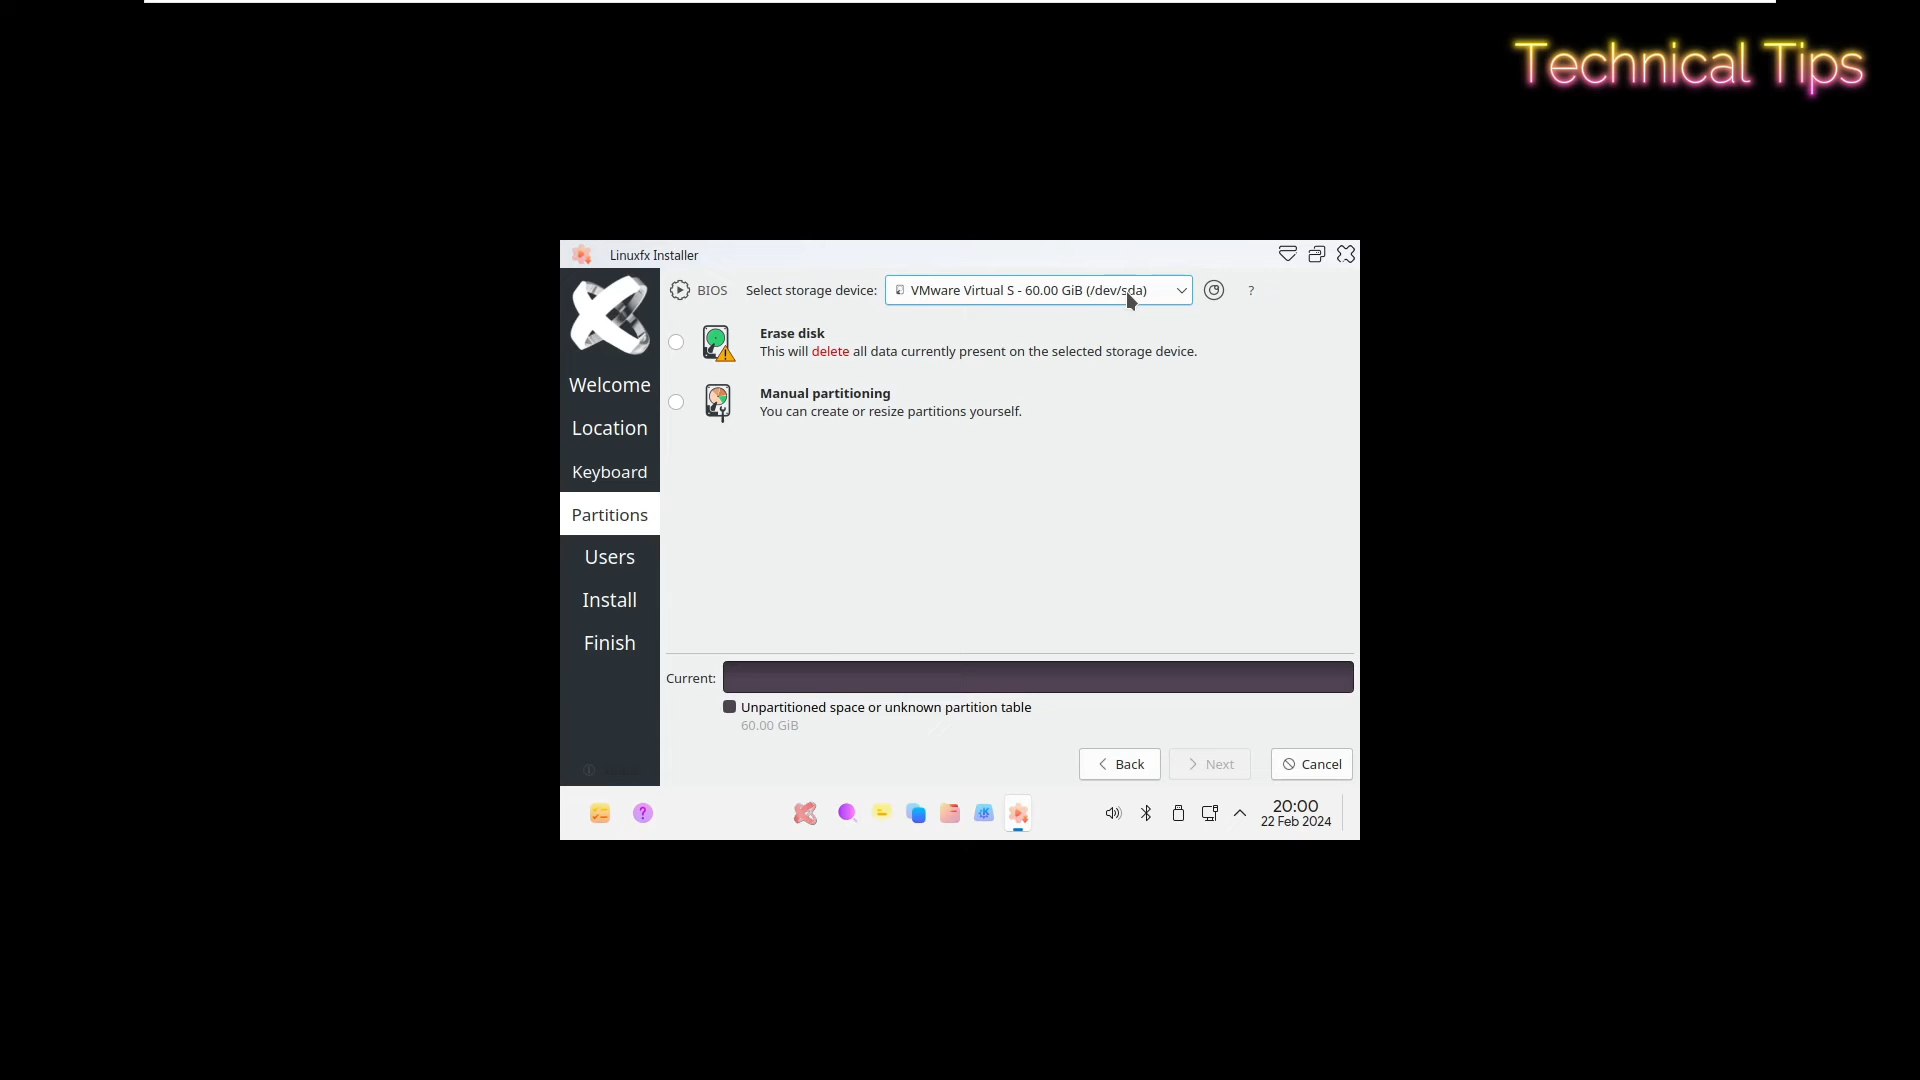 Technical Tips
Linuxfx Installer
BIOS Select storage device: VMware Virtual S - 60.00 GiB (/dev/sda) ?
Erase disk
This will delete all data currently present on the selected storage device.
Manual partitioning
You can create or resize partitions yourself.
Welcome
Location
Keyboard
Partitions
Users
Install
Finish
Current:
Unpartitioned space or unknown partition table
60.00 GiB
Back Next Cancel
20:00
22 Feb 2024